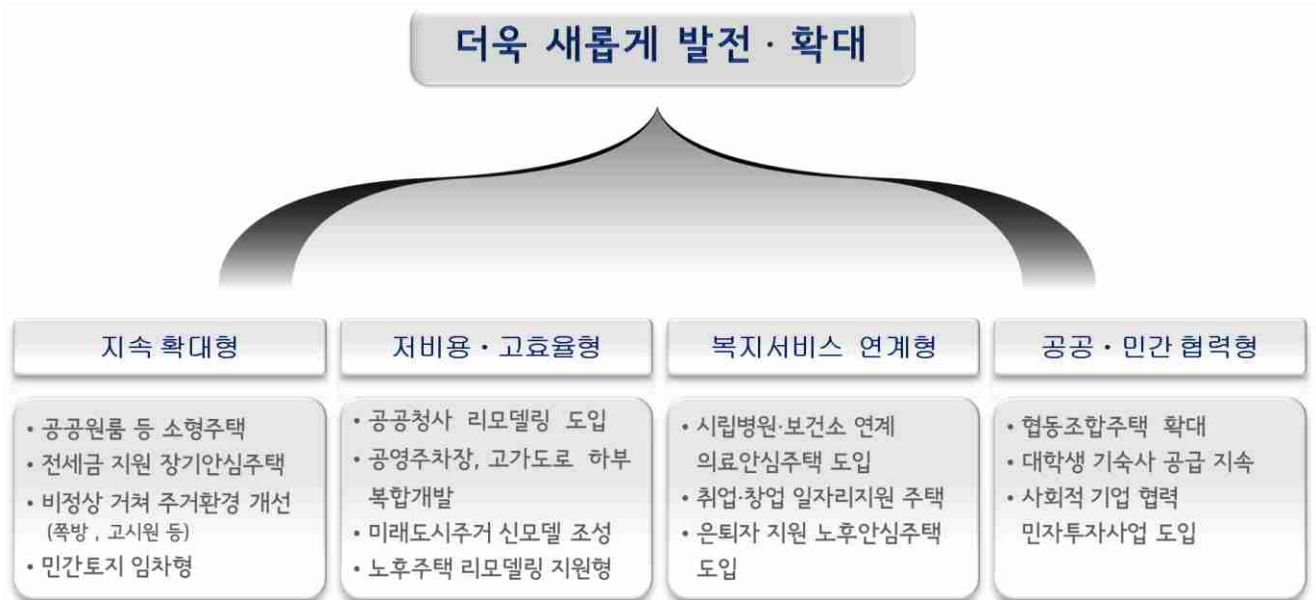 더욱 새롭게 발전·확대
지속 확대형
• 공공원룸 등 소형주택
• 전세금 지원 장기안심주택
• 비정상 거쳐 주거환경 개선
(쪽방 , 고시원 등)
• 민간토지 임차형
저비용·고효율형
• 공공청사 리모델링 도입
• 공영주차장, 고가도로 하부
복합개발
• 미래도시주거 신모델 조성
• 노후주택 리모델링 지원형
복지서비스 연계형
• 시립병원·보건소 연계
의료안심주택 도입
• 취업·창업 일자리지원 주택
• 은퇴자 지원 노후안심주택
도입
공공·민간 협력형
• 협동조합주택 확대
• 대학생 기숙사 공급 지속
• 사회적 기업 협력
민자투자사업 도입